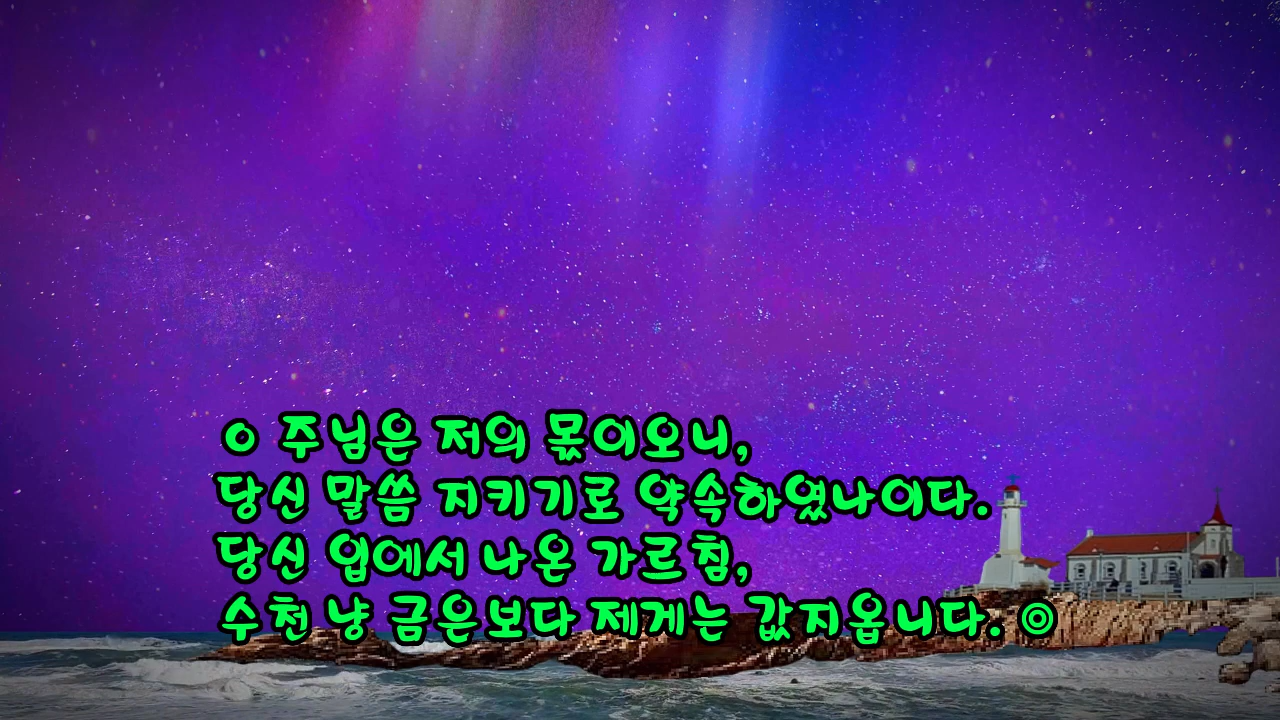 ○ 주님은 저의 몫이오니,
당신 말씀 지키기로 약속하였나이다.
당신 입에서 나온 가르침,
수천 냥 금은보다 제게는 값지옵니다. ◎